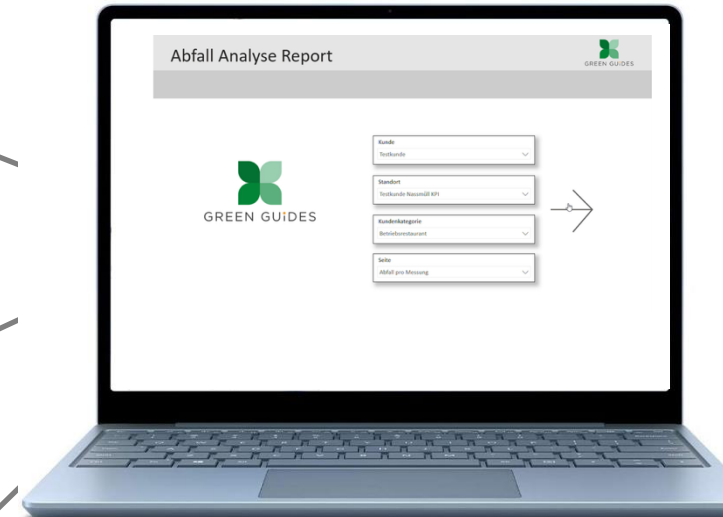 Abfall Analyse Report
GREEN GUiDES
GREEN GUiDES
Kunde
Testkunde
Standort
Testkunde Nassmüll KPI
Kundenkategorie
Betriebsrestaurant
Seite
Abfall pro Messung